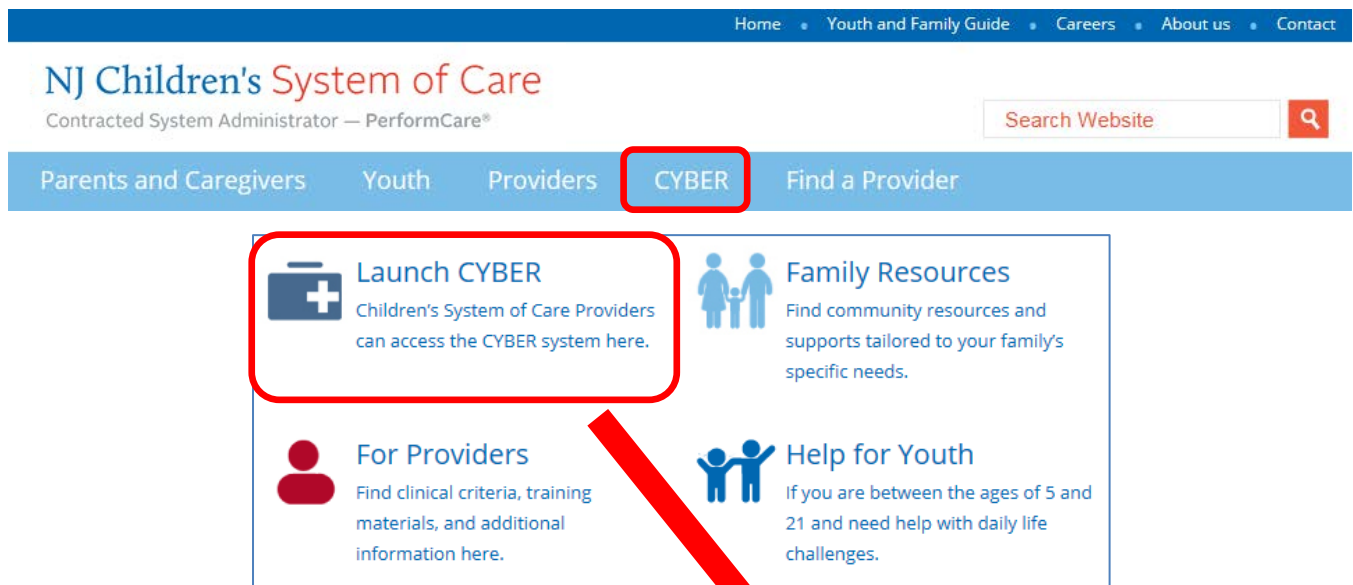 Home • Youth and Family Guide • Careers • About us • Contact
NJ Children's System of Care
Contracted System Administrator — PerformCare®
Search Website
Parents and Caregivers Youth Providers CYBER Find a Provider
Launch CYBER
Children's System of Care Providers
can access the CYBER system here.
Family Resources
Find community resources and
supports tailored to your family's
specific needs.
For Providers
Find clinical criteria, training
materials, and additional
information here.
Help for Youth
If you are between the ages of 5 and
21 and need help with daily life
challenges.